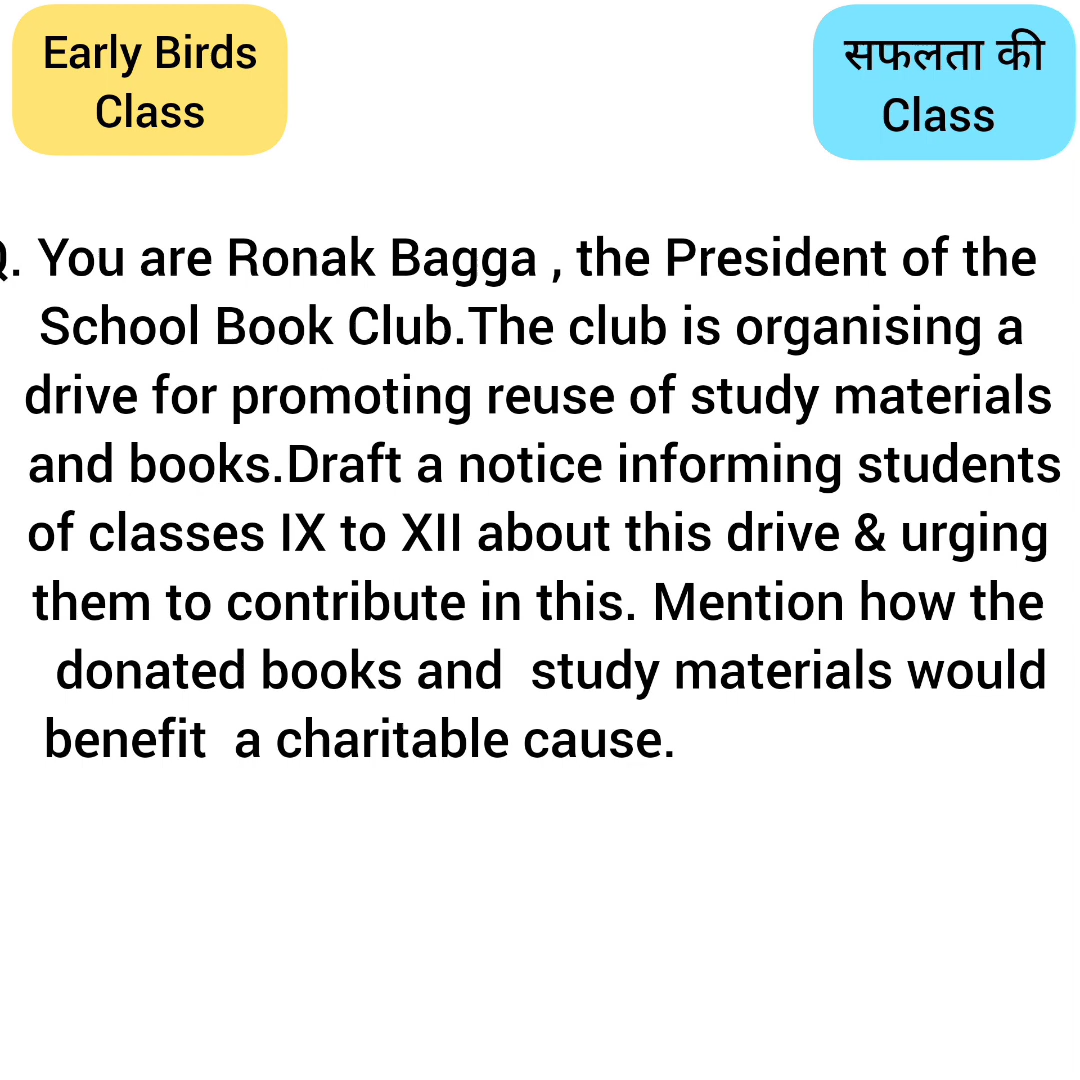 Early Birds
Class
सफलता की
Class
Q. You are Ronak Bagga , the President of the
School Book Club.The club is organising a
drive for promoting reuse of study materials
and books.Draft a notice informing students
of classes IX to XII about this drive & urging
them to contribute in this. Mention how the
donated books and study materials would
benefit a charitable cause.